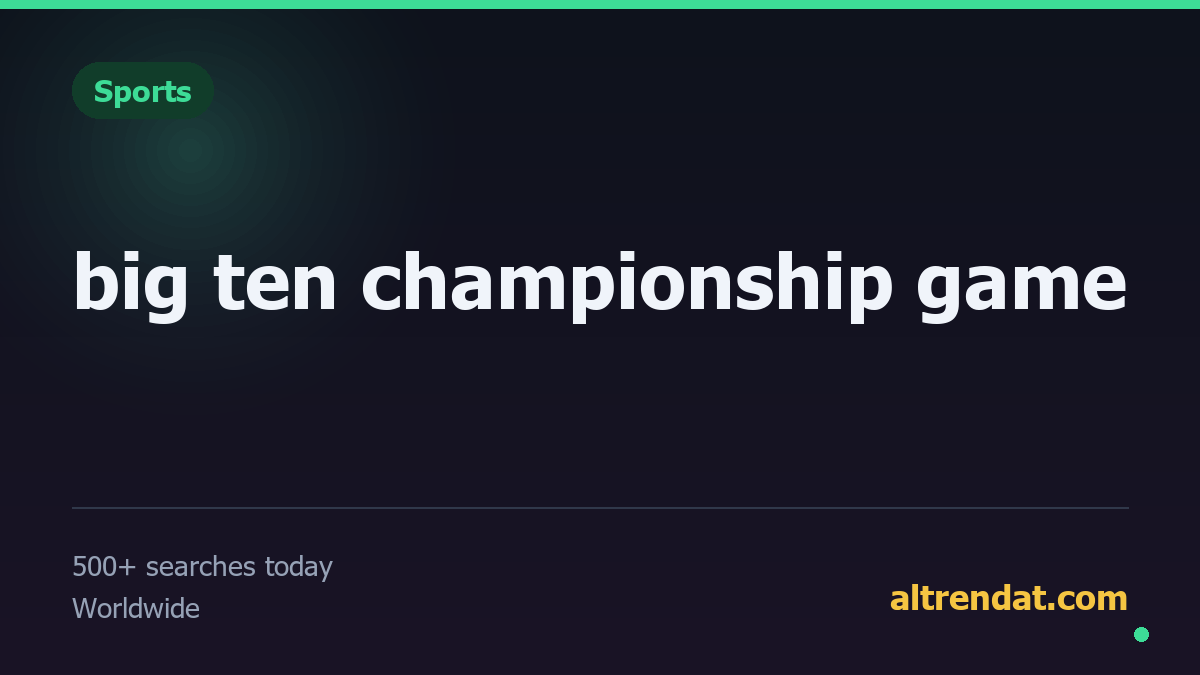 Sports
big ten championship game
500+ searches today
Worldwide
altrendat.com